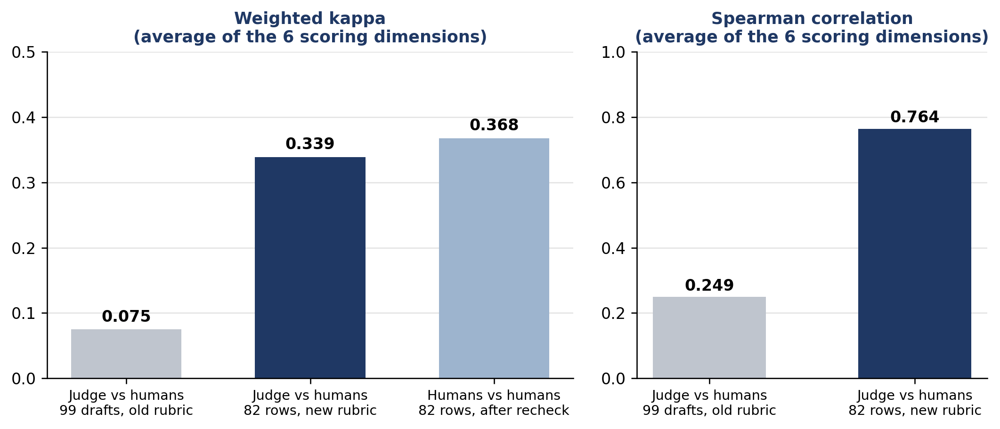 Weighted kappa
(average of the 6 scoring dimensions)
0.5
0.4
0.3
0.2
0.1
0.0
0.075
0.339
0.368
Judge vs humans
99 drafts, old rubric
Judge vs humans
82 rows, new rubric
Humans vs humans
82 rows, after recheck
Spearman correlation
(average of the 6 scoring dimensions)
1.0
0.8
0.6
0.4
0.2
0.0
0.249
0.764
Judge vs humans
99 drafts, old rubric
Judge vs humans
82 rows, new rubric